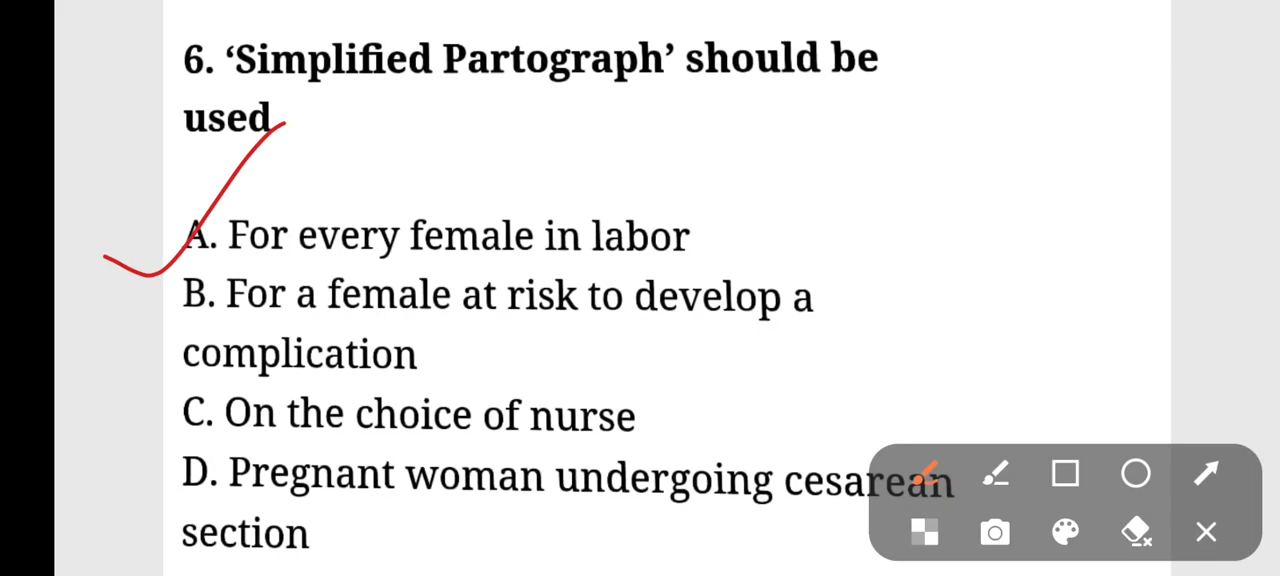 6. ‘Simplified Partograph’ should be
used
A. For every female in labor
B. For a female at risk to develop a
complication
C. On the choice of nurse
D. Pregnant woman undergoing cesarean
section